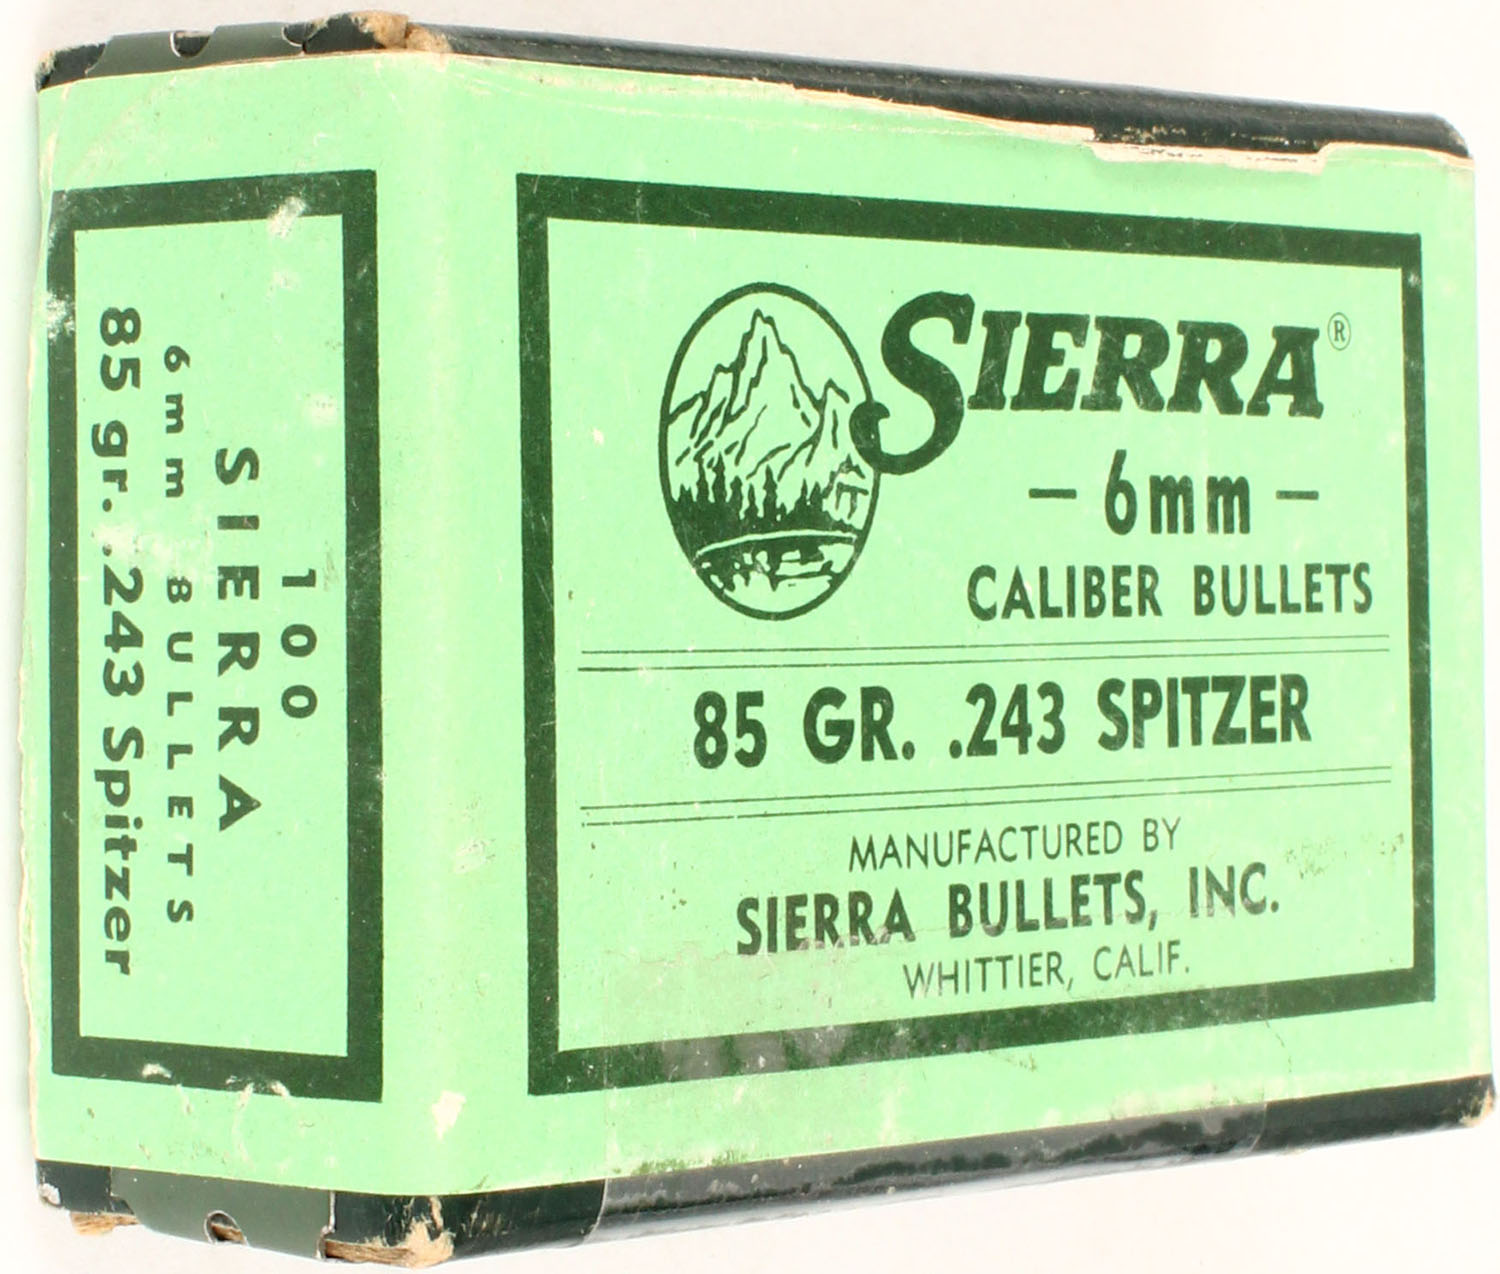 100
SIERRA
6mm BULLETS
85 gr. .243 Spitzer
SIERRA®
- 6mm -
CALIBER BULLETS
85 GR. .243 SPITZER
MANUFACTURED BY
SIERRA BULLETS, INC.
WHITTIER, CALIF.